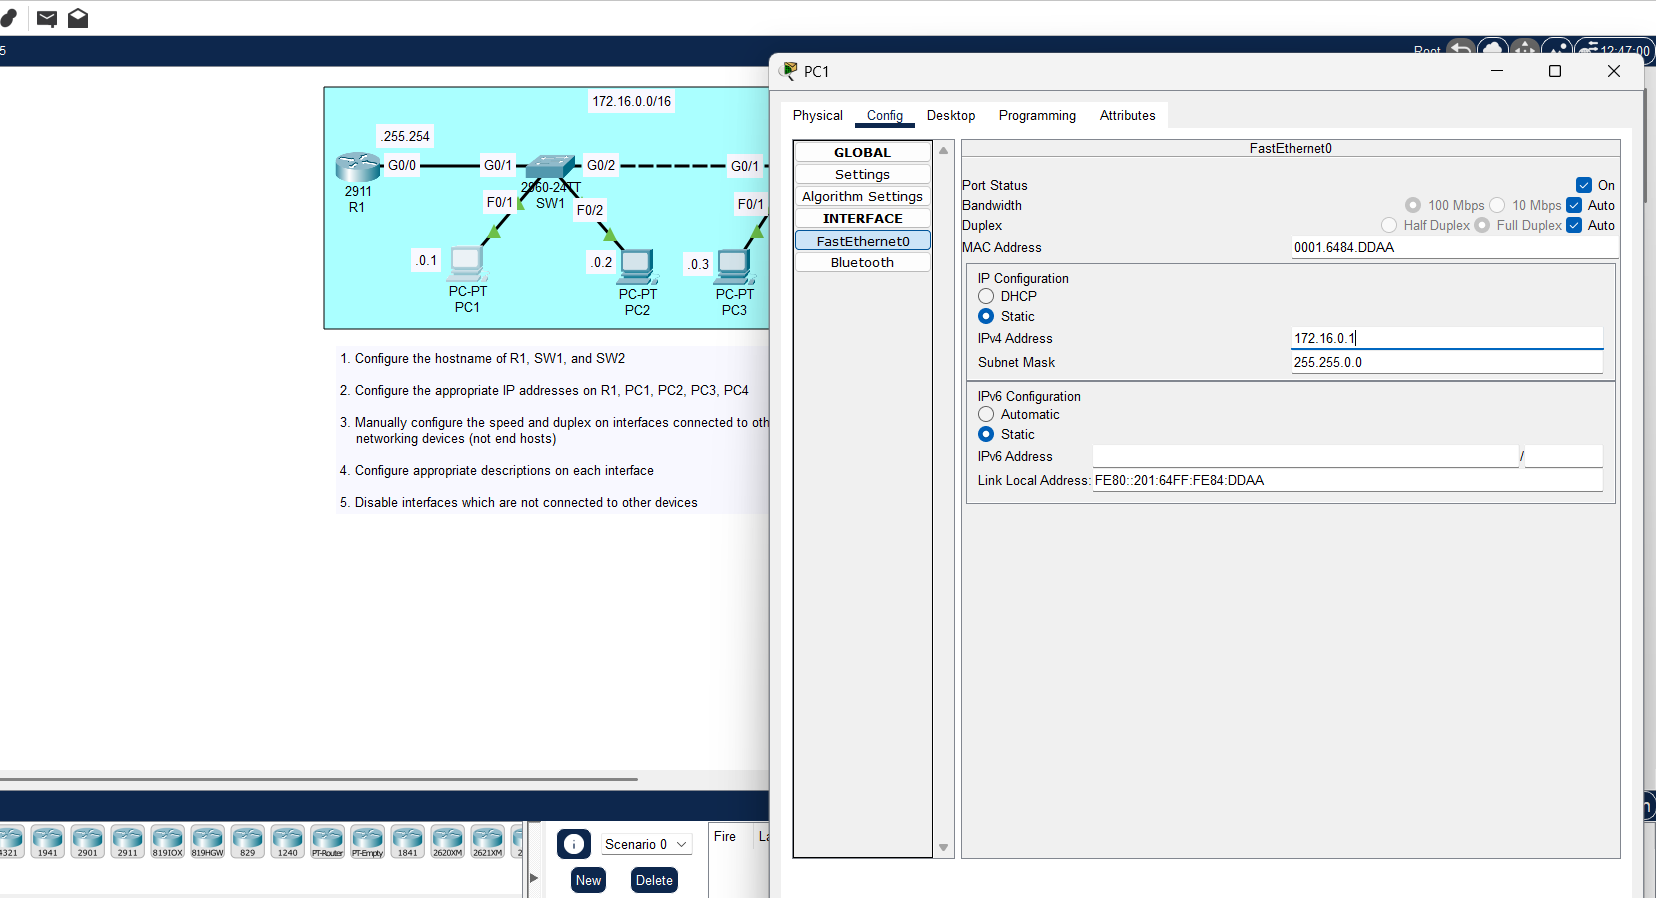 5
Root
12:47:00
PC1
Physical
Config
Desktop
Programming
Attributes
GLOBAL
Settings
Algorithm Settings
INTERFACE
FastEthernet0
Bluetooth
FastEthernet0
Port Status
On
Bandwidth
100 Mbps
10 Mbps
Auto
Duplex
Half Duplex
Full Duplex
Auto
MAC Address
0001.6484.DDAA
IP Configuration
DHCP
Static
IPv4 Address
172.16.0.1
Subnet Mask
255.255.0.0
IPv6 Configuration
Automatic
Static
IPv6 Address
/
Link Local Address:
FE80::201:64FF:FE84:DDAA
172.16.0.0/16
.255.254
G0/0
G0/1
G0/2
G0/1
2911
R1
2960-24TT
SW1
F0/1
F0/2
F0/1
.0.1
.0.2
.0.3
PC-PT
PC1
PC-PT
PC2
PC-PT
PC3
1. Configure the hostname of R1, SW1, and SW2
2. Configure the appropriate IP addresses on R1, PC1, PC2, PC3, PC4
3. Manually configure the speed and duplex on interfaces connected to oth
networking devices (not end hosts)
4. Configure appropriate descriptions on each interface
5. Disable interfaces which are not connected to other devices
4321
1941
2901
2911
819IOX
819HGW
829
1240
PT-Router
PT-Empty
1841
2620XM
2621XM
2
Scenario 0
New
Delete
Fire
La